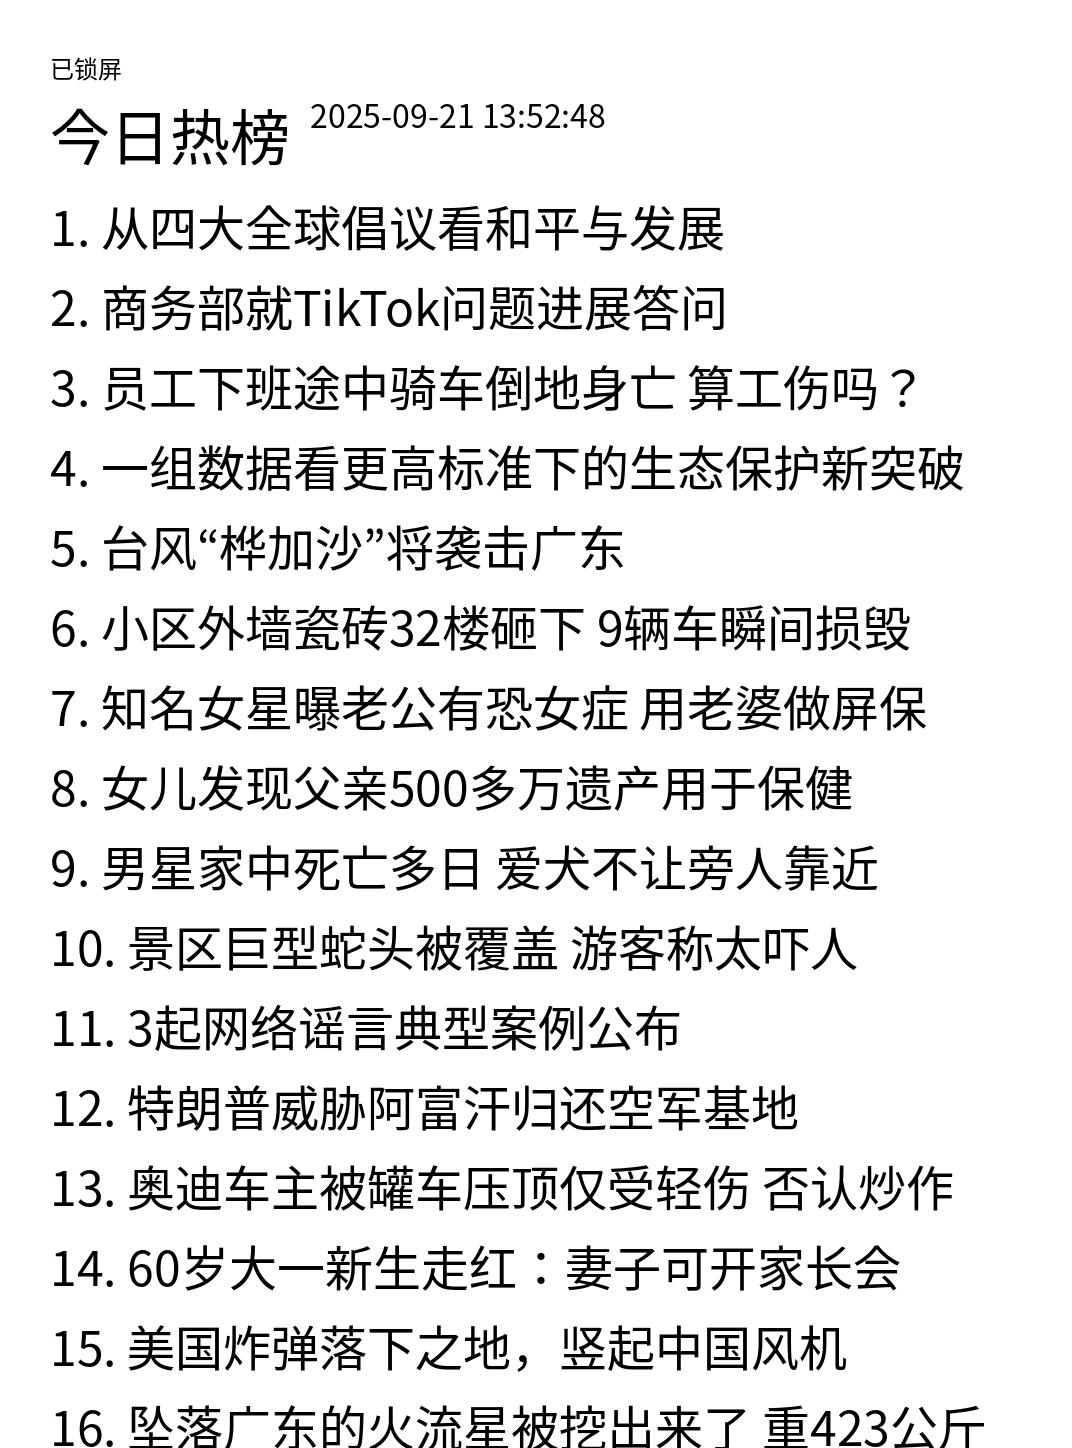 已锁屏
今日热榜 2025-09-21 13:52:48
1. 从四大全球倡议看和平与发展
2. 商务部就TikTok问题进展答问
3. 员工下班途中骑车倒地身亡 算工伤吗？
4. 一组数据看更高标准下的生态保护新突破
5. 台风“桦加沙”将袭击广东
6. 小区外墙瓷砖32楼砸下 9辆车瞬间损毁
7. 知名女星曝老公有恐女症 用老婆做屏保
8. 女儿发现父亲500多万遗产用于保健
9. 男星家中死亡多日 爱犬不让旁人靠近
10. 景区巨型蛇头被覆盖 游客称太吓人
11. 3起网络谣言典型案例公布
12. 特朗普威胁阿富汗归还空军基地
13. 奥迪车主被罐车压顶仅受轻伤 否认炒作
14. 60岁大一新生走红：妻子可开家长会
15. 美国炸弹落下之地，竖起中国风机
16. 坠落广东的火流星被挖出来了 重423公斤